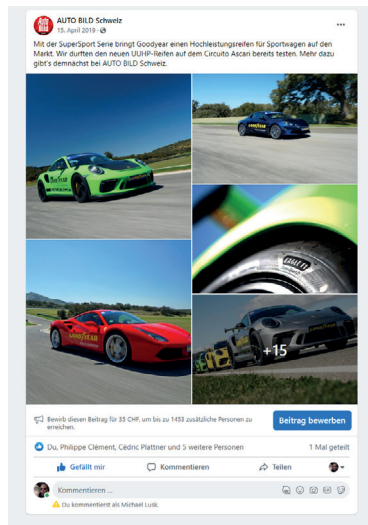 AUTO BILD Schweiz
15. April 2019 ·
Mit der SuperSport Serie bringt Goodyear einen Hochleistungsreifen für Sportwagen auf den
Markt. Wir durften den neuen UUHP-Reifen auf dem Circuito Ascari bereits testen. Mehr dazu
gibt's demnächst bei AUTO BILD Schweiz.
GOODYEAR
GOODYEAR
GOODYEAR
+15
Bewirb diesen Beitrag für 35 CHF, um bis zu 1453 zusätzliche Personen zu
erreichen.
Beitrag bewerben
Du, Philippe Clément, Cédric Plattner und 5 weitere Personen
1 Mal geteilt
Gefällt mir
Kommentieren
Teilen
Kommentieren ...
Du kommentierst als Michael Lusk.